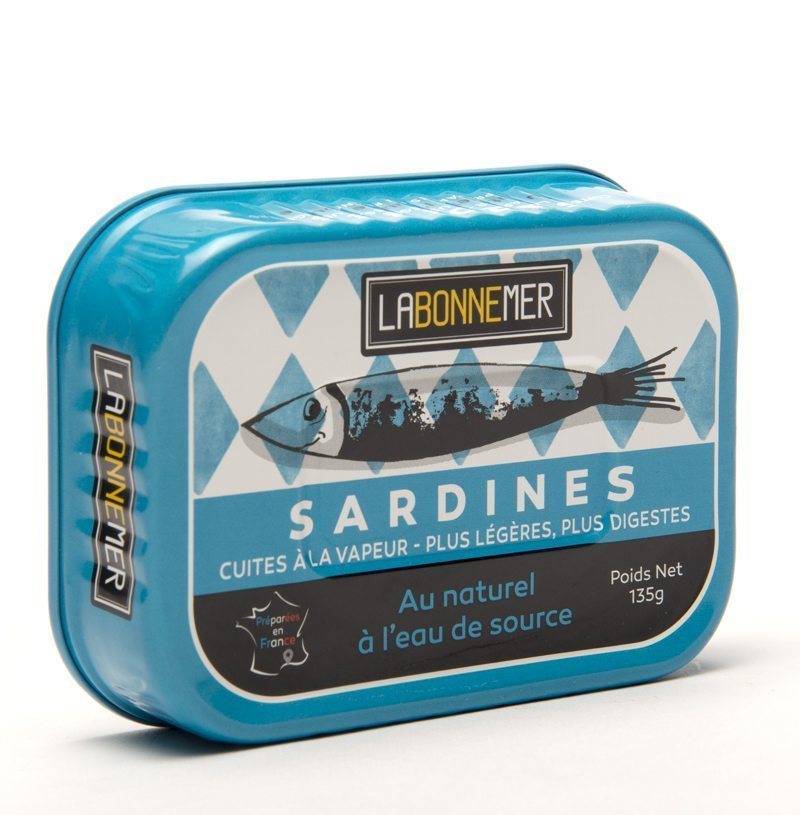 LABONNEMER
SARDINES
CUITES À LA VAPEUR - PLUS LÉGÈRES, PLUS DIGESTES
Au naturel
à l'eau de source
Poids Net
135g
Préparées
en
France
LABONNEMER